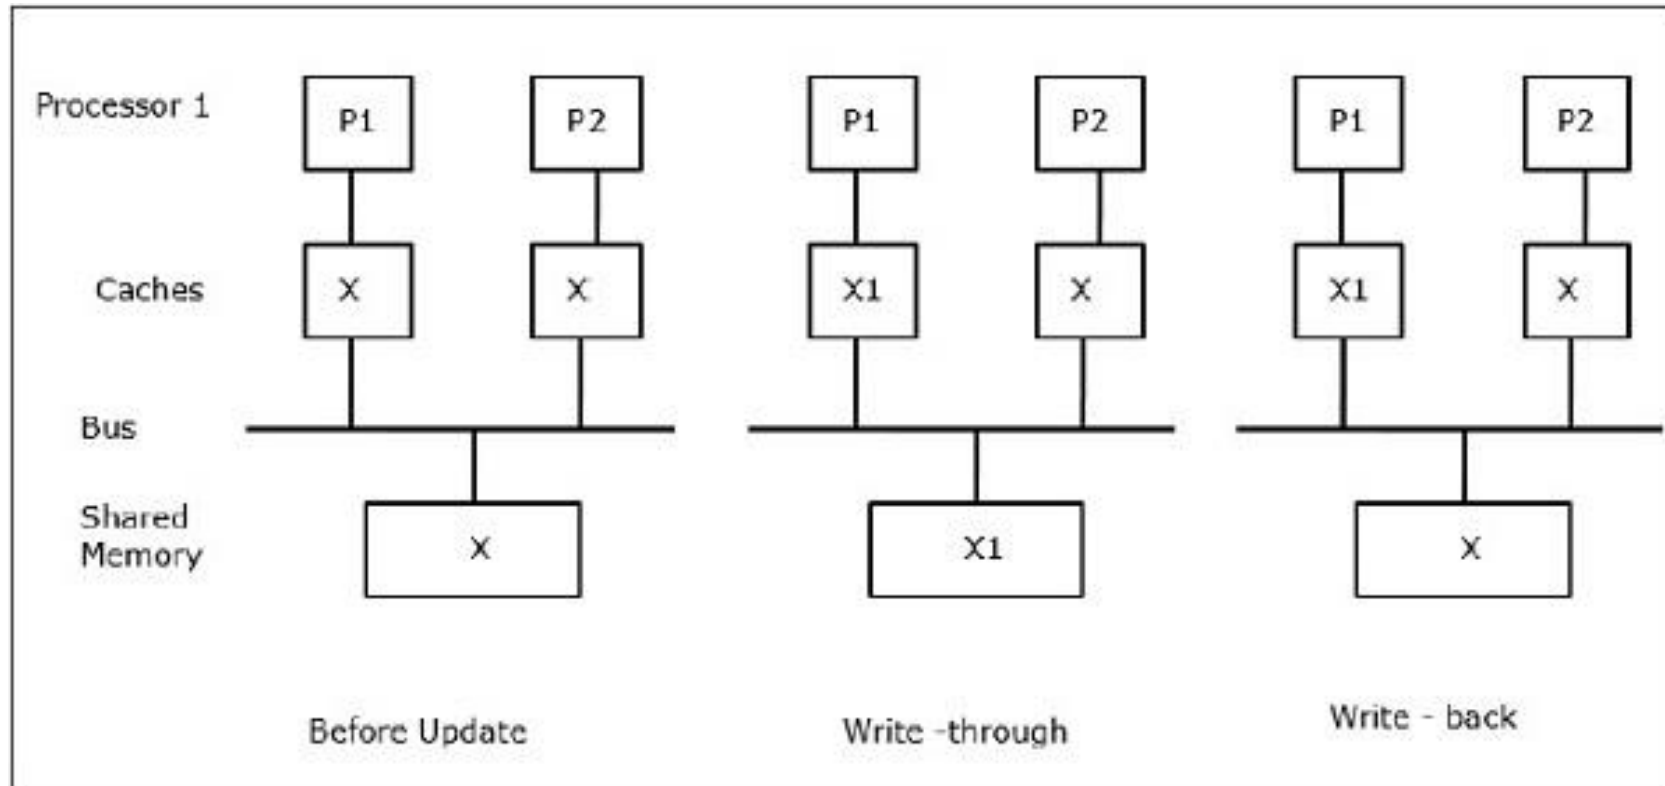 Processor 1
P1 P2 P1 P2 P1 P2
Caches
X X X1 X X1 X
Bus
Shared
Memory
X X1 X
Before Update Write -through Write - back